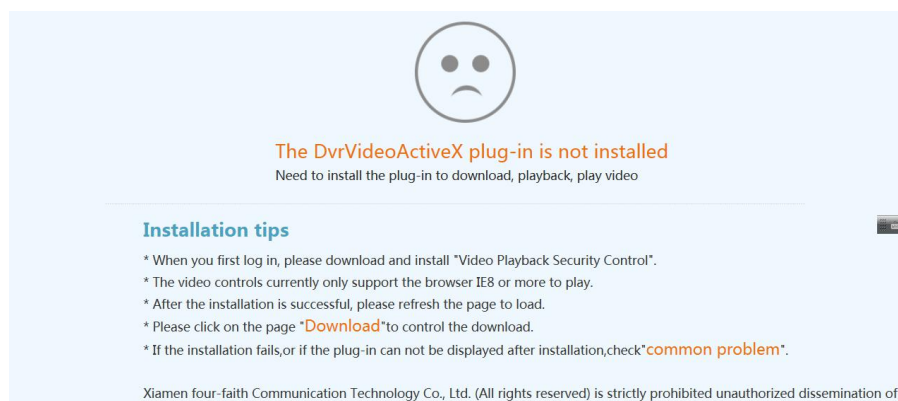 The DvrVideoActiveX plug-in is not installed
Need to install the plug-in to download, playback, play video
Installation tips
* When you first log in, please download and install "Video Playback Security Control".
* The video controls currently only support the browser IE8 or more to play.
* After the installation is successful, please refresh the page to load.
* Please click on the page "Download"to control the download.
* If the installation fails,or if the plug-in can not be displayed after installation,check"common problem".
Xiamen four-faith Communication Technology Co., Ltd. (All rights reserved) is strictly prohibited unauthorized dissemination of